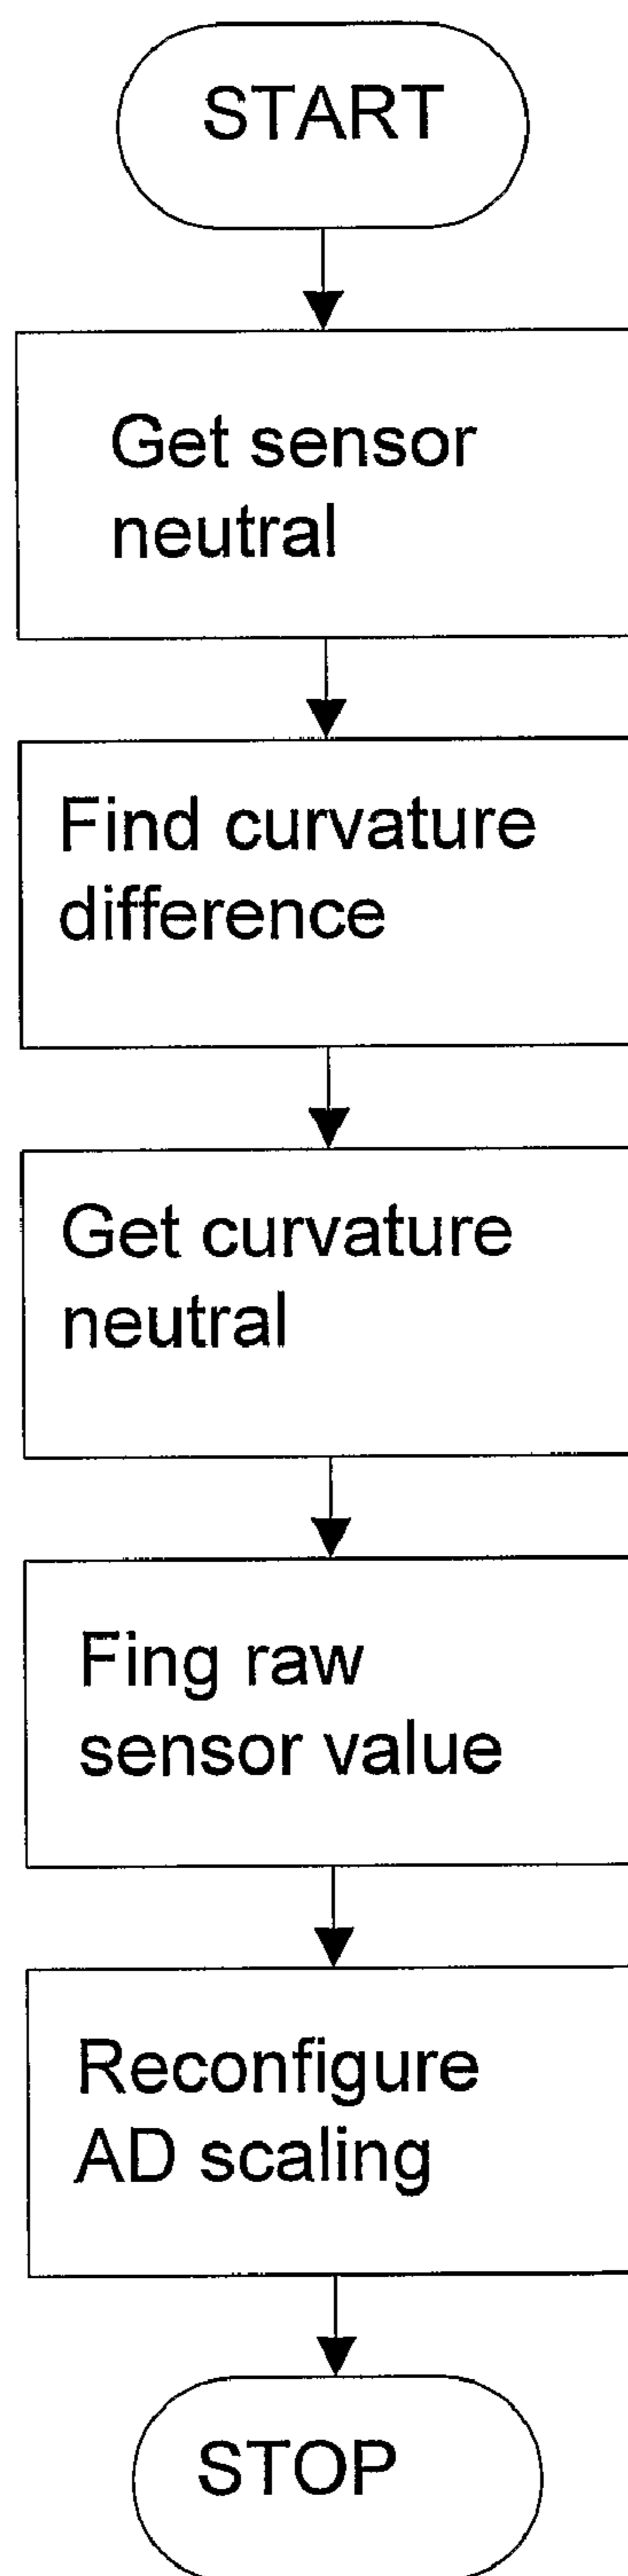 START
Get sensor
neutral
Find curvature
difference
Get curvature
neutral
Fing raw
sensor value
Reconfigure
AD scaling
STOP